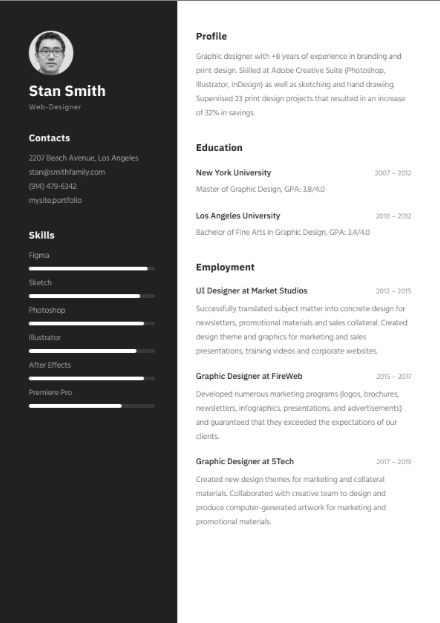 Stan Smith
Web-Designer
Contacts
2207 Beach Avenue, Los Angeles
stan@smithfamily.com
(914) 479-6342
mysite.portfolio
Skills
Figma
Sketch
Photoshop
Illustrator
After Effects
Premiere Pro
Profile
Graphic designer with +8 years of experience in branding and
print design. Skilled at Adobe Creative Suite (Photoshop,
Illustrator, InDesign) as well as sketching and hand drawing.
Supervised 23 print design projects that resulted in an increase
of 32% in savings.
Education
New York University 2007 – 2012
Master of Graphic Design, GPA: 3.8/4.0
Los Angeles University 2010 – 2012
Bachelor of Fine Arts in Graphic Design, GPA: 3.4/4.0
Employment
UI Designer at Market Studios 2012 – 2015
Successfully translated subject matter into concrete design for
newsletters, promotional materials and sales collateral. Created
design theme and graphics for marketing and sales
presentations, training videos and corporate websites.
Graphic Designer at FireWeb 2015 – 2017
Developed numerous marketing programs (logos, brochures,
newsletters, infographics, presentations, and advertisements)
and guaranteed that they exceeded the expectations of our
clients.
Graphic Designer at 5Tech 2017 – 2019
Created new design themes for marketing and collateral
materials. Collaborated with creative team to design and
produce computer-generated artwork for marketing and
promotional materials.